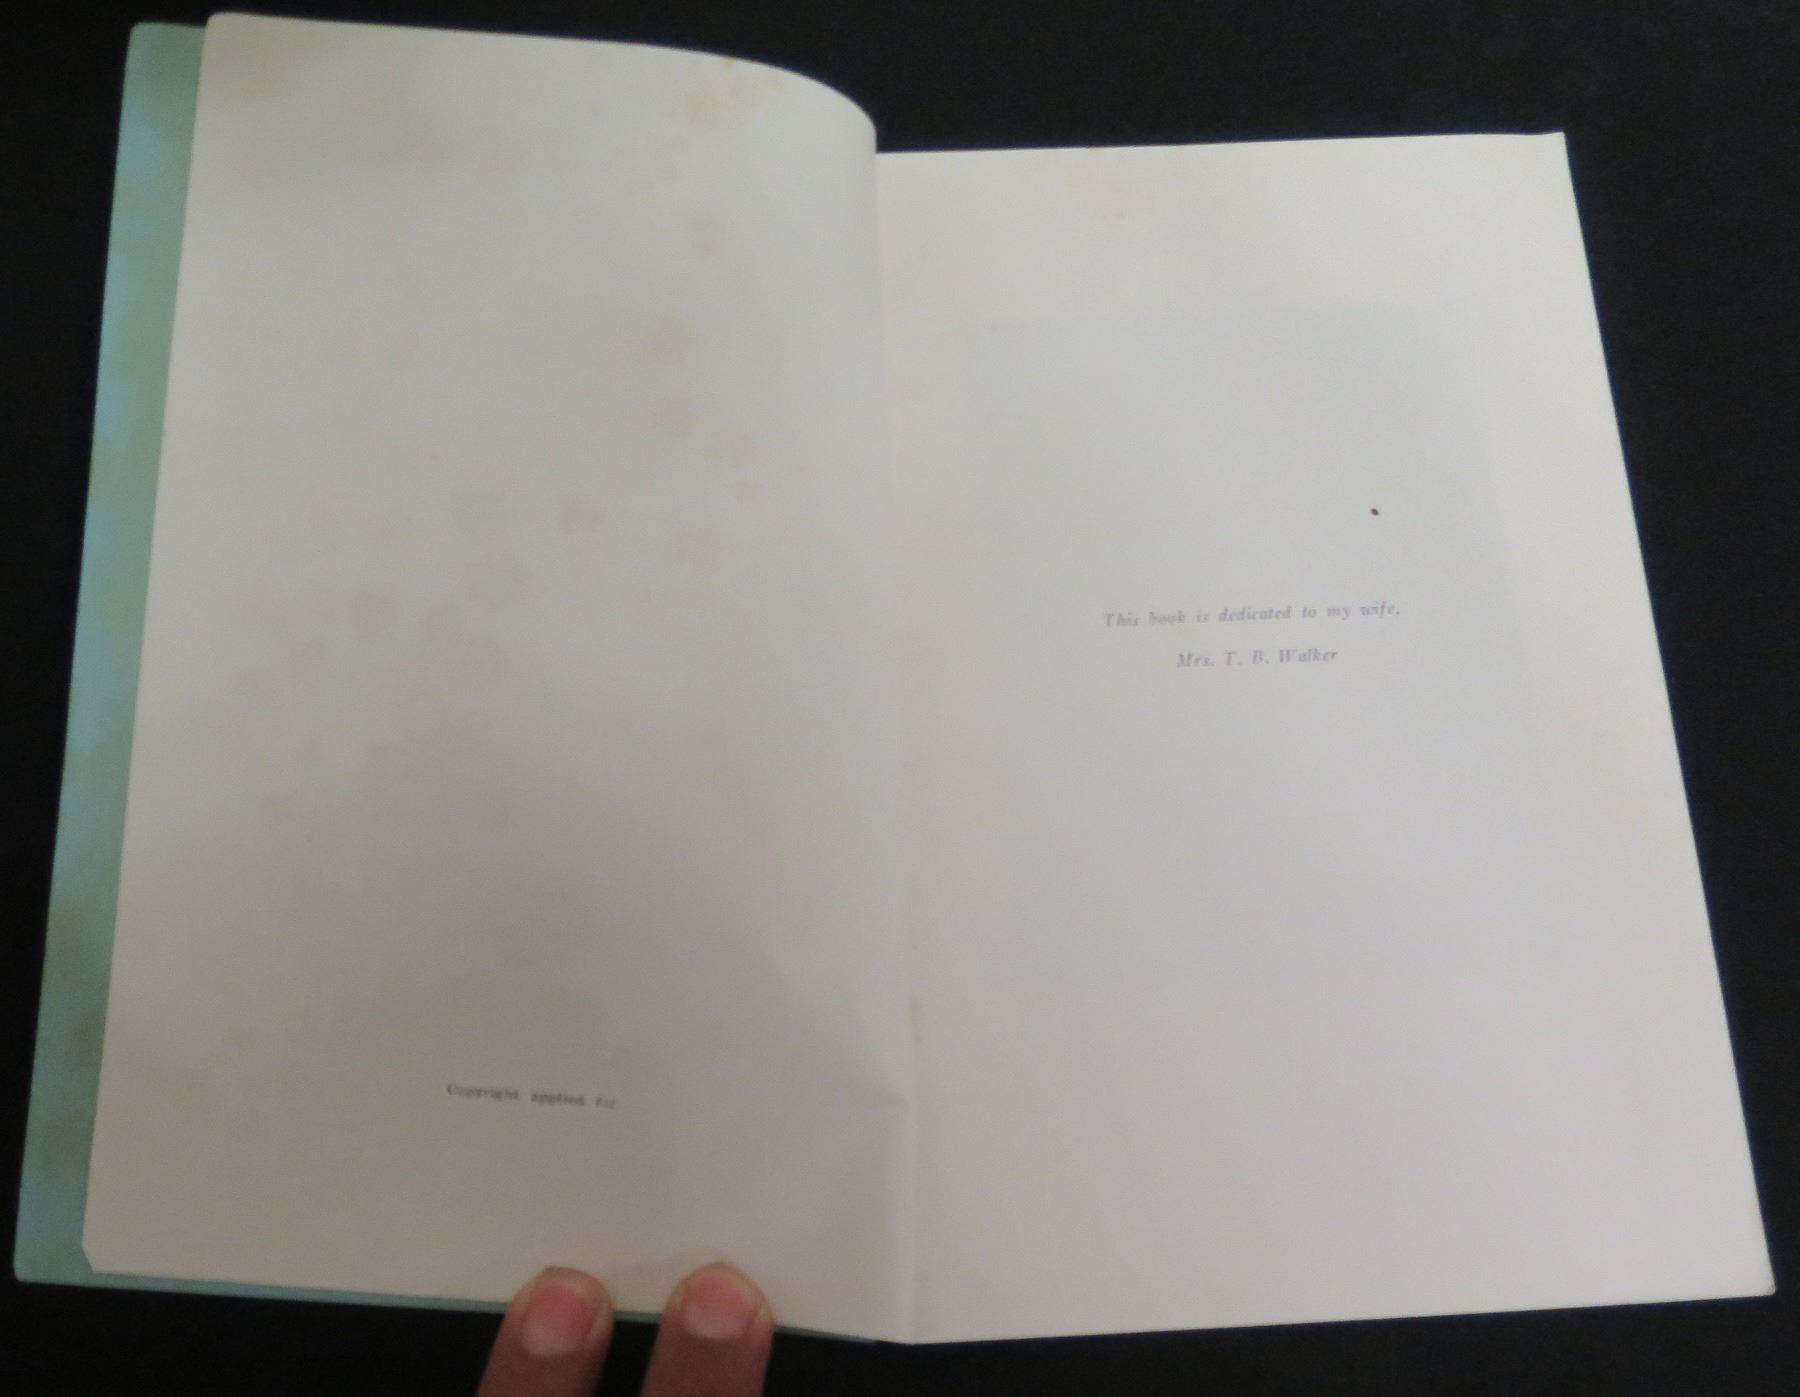 Copyright applied for
This book is dedicated to my wife,
Mrs. T. B. Walker